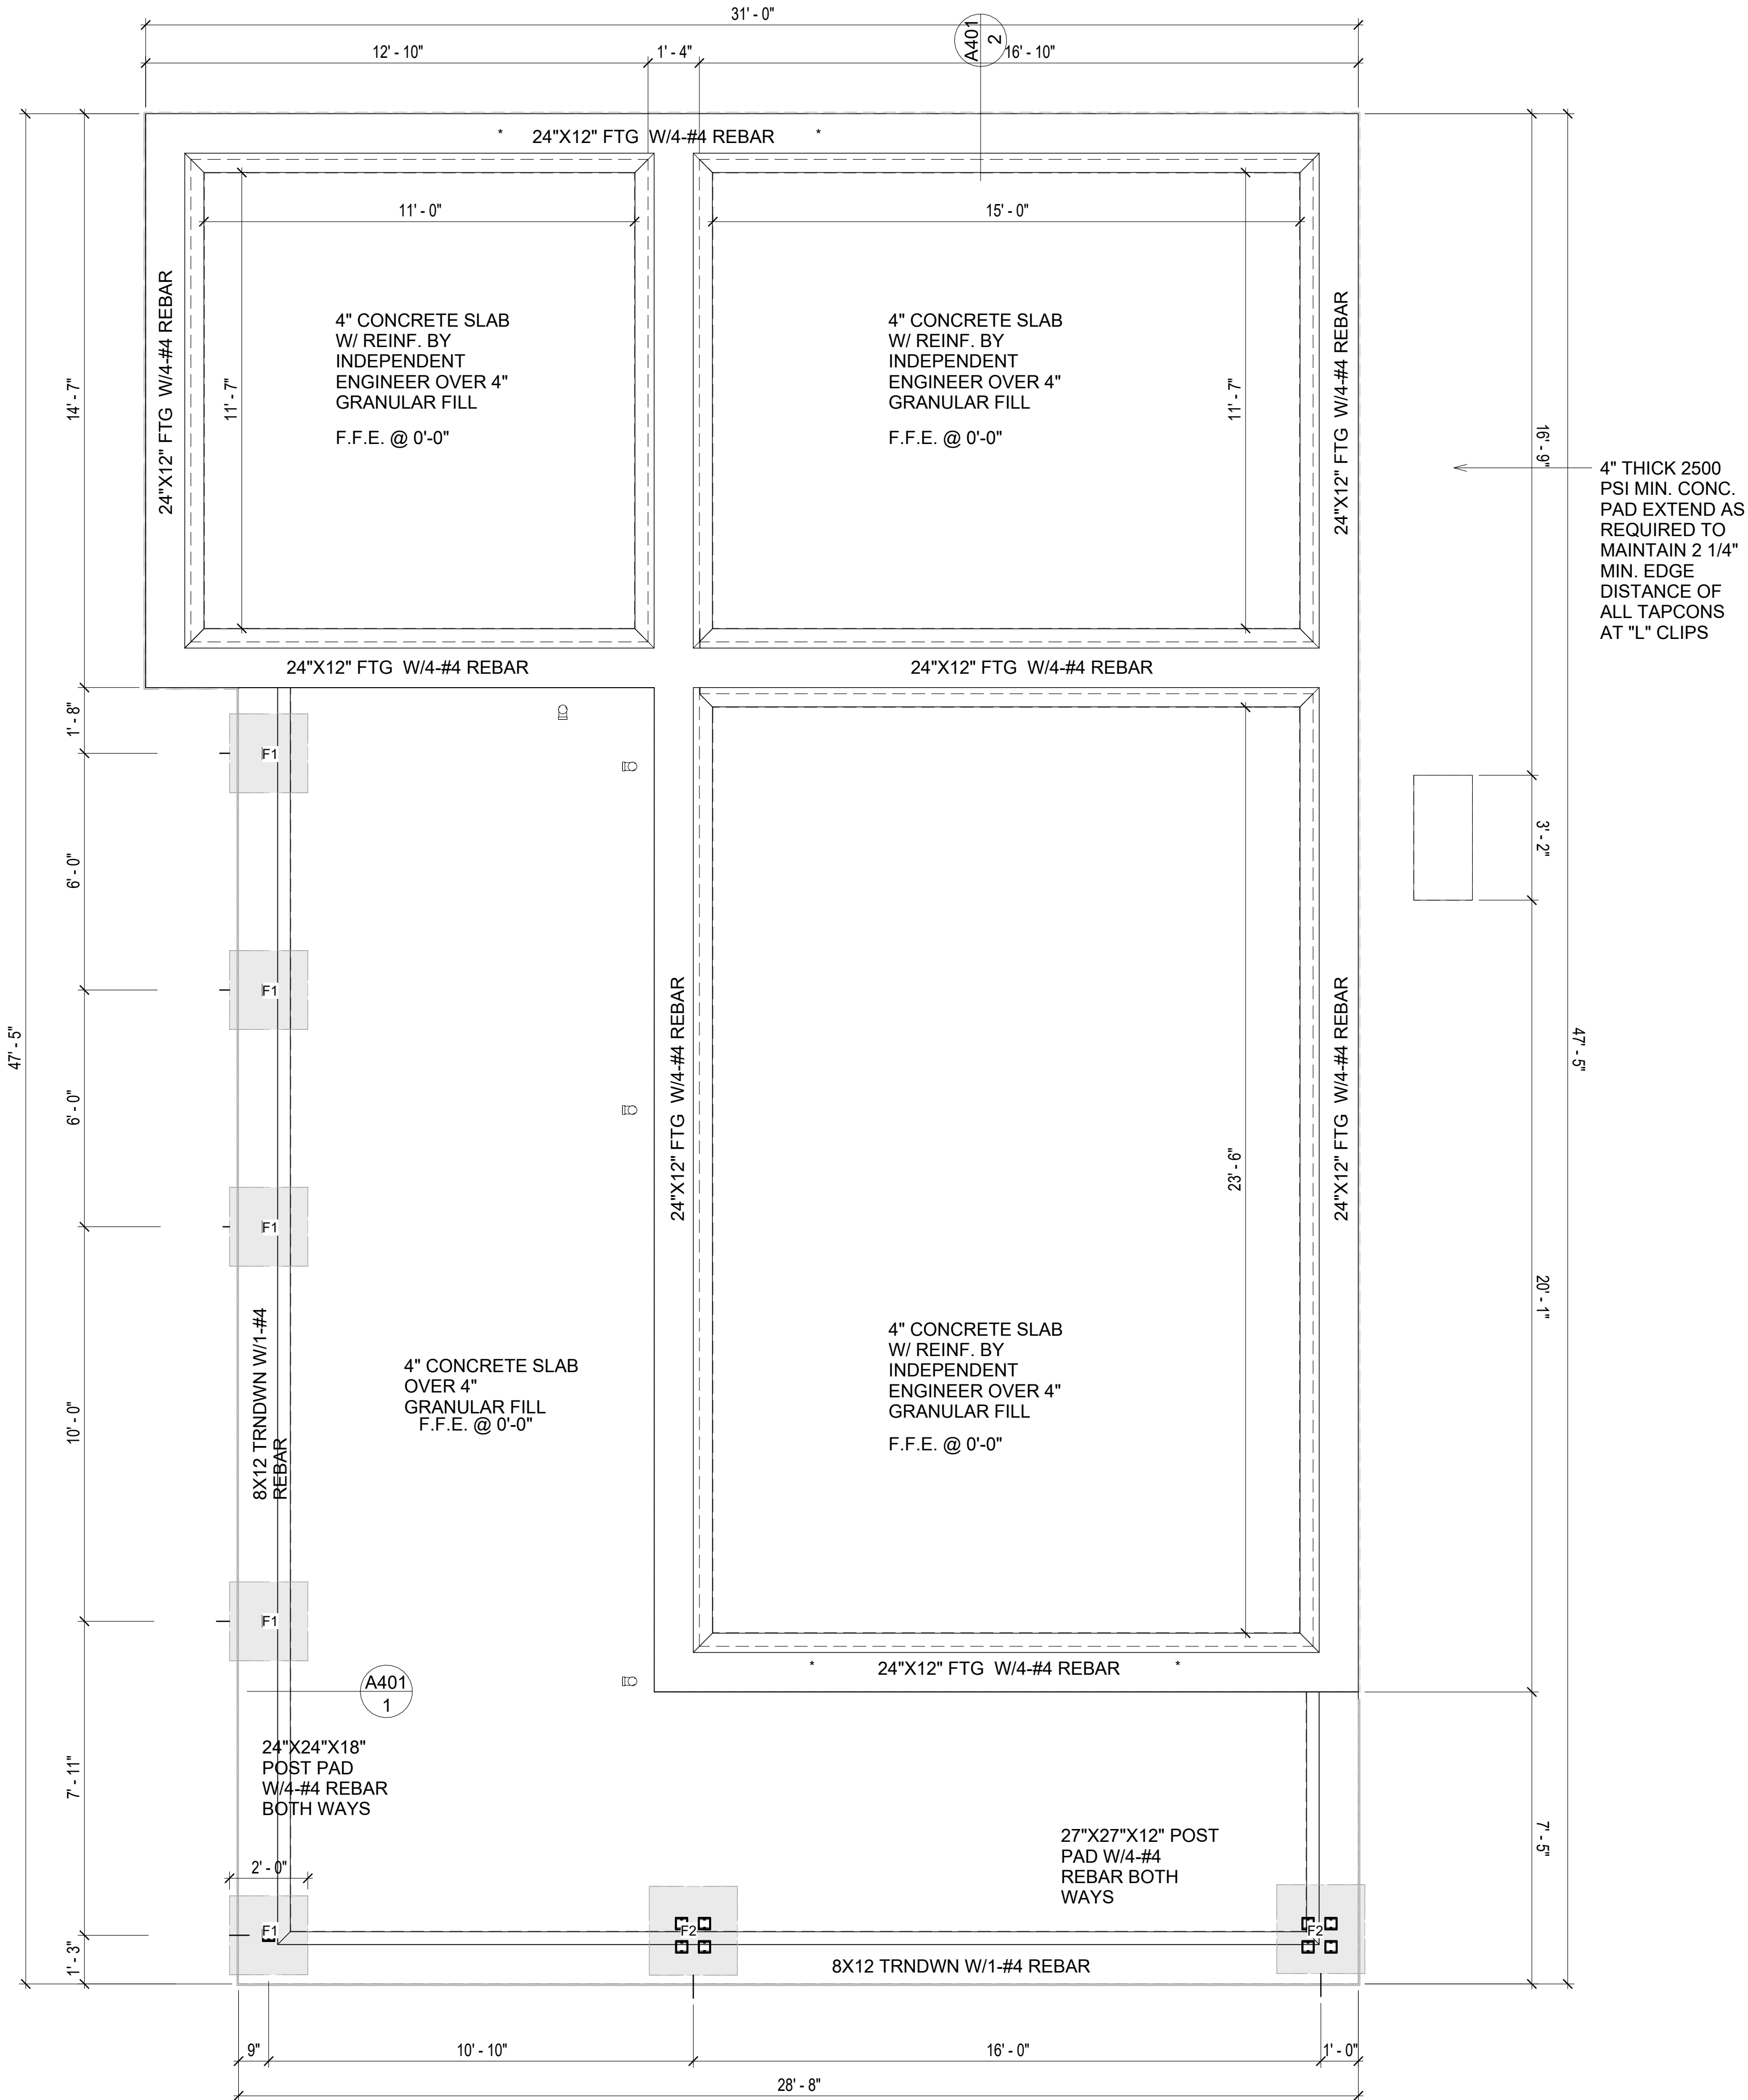 31' - 0"
12' - 10"
1' - 4"
A401
2
16' - 10"
* 24"X12" FTG W/4-#4 REBAR *
11' - 0"
15' - 0"
24"X12" FTG W/4-#4 REBAR
11' - 7"
4" CONCRETE SLAB
W/ REINF. BY
INDEPENDENT
ENGINEER OVER 4"
GRANULAR FILL
F.F.E. @ 0'-0"
4" CONCRETE SLAB
W/ REINF. BY
INDEPENDENT
ENGINEER OVER 4"
GRANULAR FILL
F.F.E. @ 0'-0"
11' - 7"
24"X12" FTG W/4-#4 REBAR
14' - 7"
16' - 9"
4" THICK 2500
PSI MIN. CONC.
PAD EXTEND AS
REQUIRED TO
MAINTAIN 2 1/4"
MIN. EDGE
DISTANCE OF
ALL TAPCONS
AT "L" CLIPS
24"X12" FTG W/4-#4 REBAR
24"X12" FTG W/4-#4 REBAR
1' - 8"
F1
6' - 0"
3' - 2"
F1
47' - 5"
47' - 5"
6' - 0"
24"X12" FTG W/4-#4 REBAR
24"X12" FTG W/4-#4 REBAR
23' - 6"
F1
20' - 1"
8X12 TRNDWN W/1-#4
REBAR
10' - 0"
4" CONCRETE SLAB
OVER 4"
GRANULAR FILL
F.F.E. @ 0'-0"
4" CONCRETE SLAB
W/ REINF. BY
INDEPENDENT
ENGINEER OVER 4"
GRANULAR FILL
F.F.E. @ 0'-0"
F1
* 24"X12" FTG W/4-#4 REBAR *
A401
1
24"X24"X18"
POST PAD
W/4-#4 REBAR
BOTH WAYS
7' - 11"
27"X27"X12" POST
PAD W/4-#4
REBAR BOTH
WAYS
7' - 5"
2' - 0"
F1
F2
F2
1' - 3"
8X12 TRNDWN W/1-#4 REBAR
9"
10' - 10"
16' - 0"
1' - 0"
28' - 8"